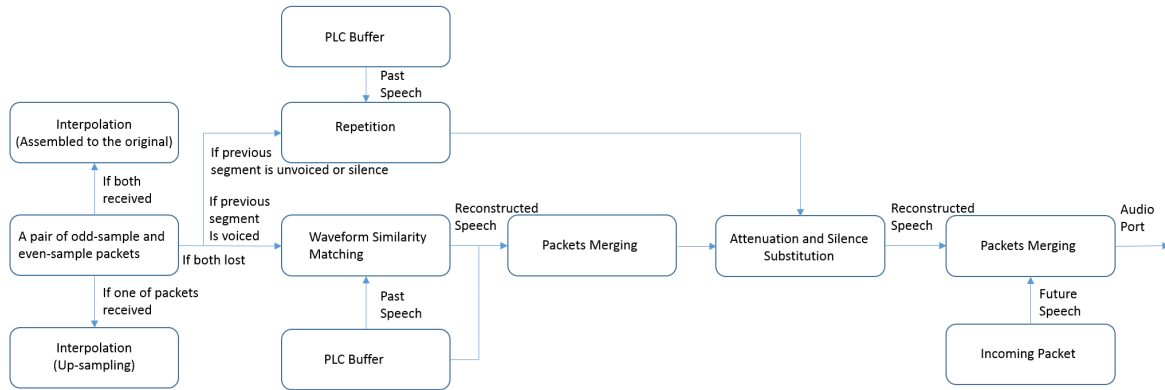 PLC Buffer
Past
Speech
Interpolation
(Assembled to the original)
Repetition
If previous
segment is unvoiced or silence
If both
received
If previous
segment
Is voiced
A pair of odd-sample and
even-sample packets
If both lost
Waveform Similarity
Matching
Reconstructed
Speech
Packets Merging
Attenuation and Silence
Substitution
Reconstructed
Speech
Packets Merging
Audio
Port
If one of packets
received
Past
Speech
Future
Speech
Interpolation
(Up-sampling)
PLC Buffer
Incoming Packet